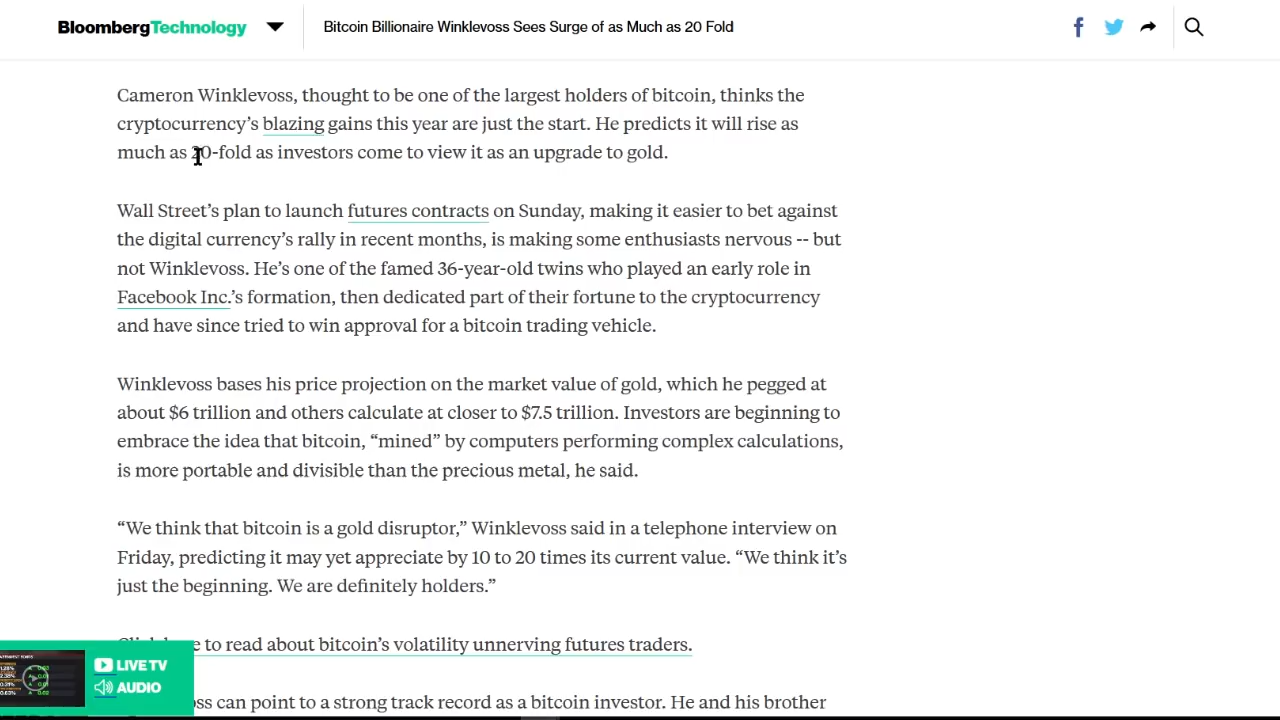 BloombergTechnology
Bitcoin Billionaire Winklevoss Sees Surge of as Much as 20 Fold
Cameron Winklevoss, thought to be one of the largest holders of bitcoin, thinks the
cryptocurrency’s blazing gains this year are just the start. He predicts it will rise as
much as 20-fold as investors come to view it as an upgrade to gold.
Wall Street’s plan to launch futures contracts on Sunday, making it easier to bet against
the digital currency’s rally in recent months, is making some enthusiasts nervous -- but
not Winklevoss. He’s one of the famed 36-year-old twins who played an early role in
Facebook Inc.’s formation, then dedicated part of their fortune to the cryptocurrency
and have since tried to win approval for a bitcoin trading vehicle.
Winklevoss bases his price projection on the market value of gold, which he pegged at
about $6 trillion and others calculate at closer to $7.5 trillion. Investors are beginning to
embrace the idea that bitcoin, “mined” by computers performing complex calculations,
is more portable and divisible than the precious metal, he said.
“We think that bitcoin is a gold disruptor,” Winklevoss said in a telephone interview on
Friday, predicting it may yet appreciate by 10 to 20 times its current value. “We think it’s
just the beginning. We are definitely holders.”
to read about bitcoin’s volatility unnerving futures traders.
LIVE TV
AUDIO
oss can point to a strong track record as a bitcoin investor. He and his brother